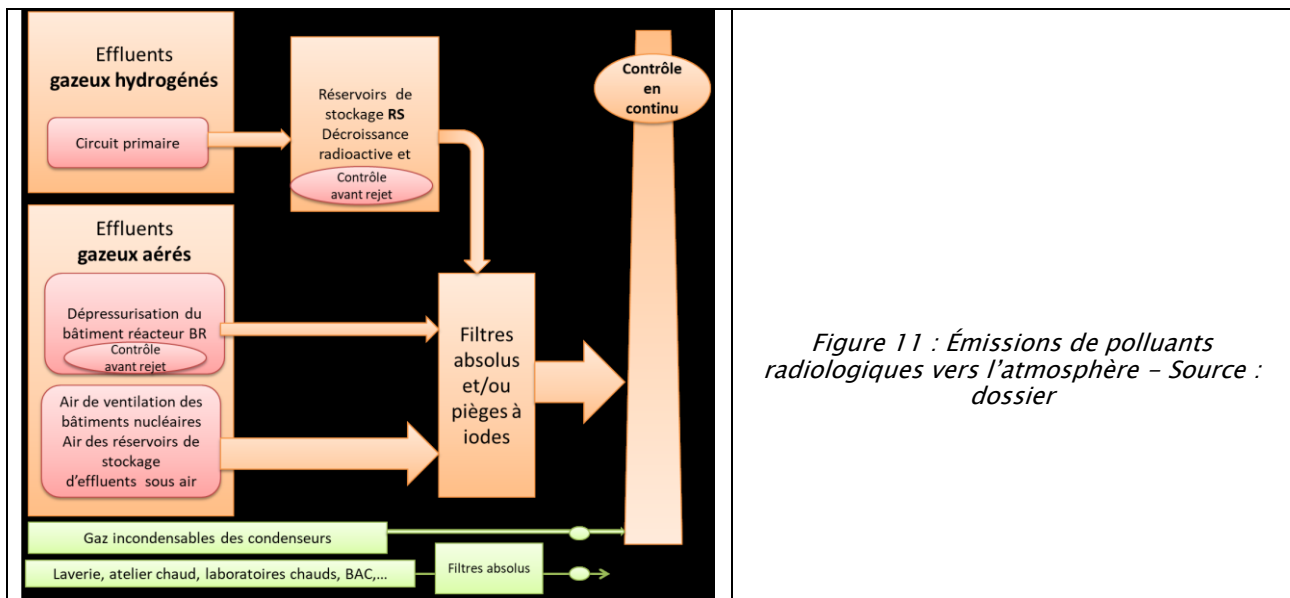 Effluents
gazeux hydrogénés
Circuit primaire
Réservoirs de
stockage RS
Décroissance
radioactive et
Contrôle
avant rejet
Contrôle
en
continu
Effluents
gazeux aérés
Dépressurisation du
bâtiment réacteur BR
Contrôle
avant rejet
Air de ventilation des
bâtiments nucléaires
Air des réservoirs de
stockage
d'effluents sous air
Filtres
absolus
et/ou
pièges à
iodes
Gaz incondensables des condenseurs
Laverie, atelier chaud, laboratoires chauds, BAC,...
Filtres absolus
Figure 11 : Émissions de polluants
radiologiques vers l’atmosphère – Source :
dossier